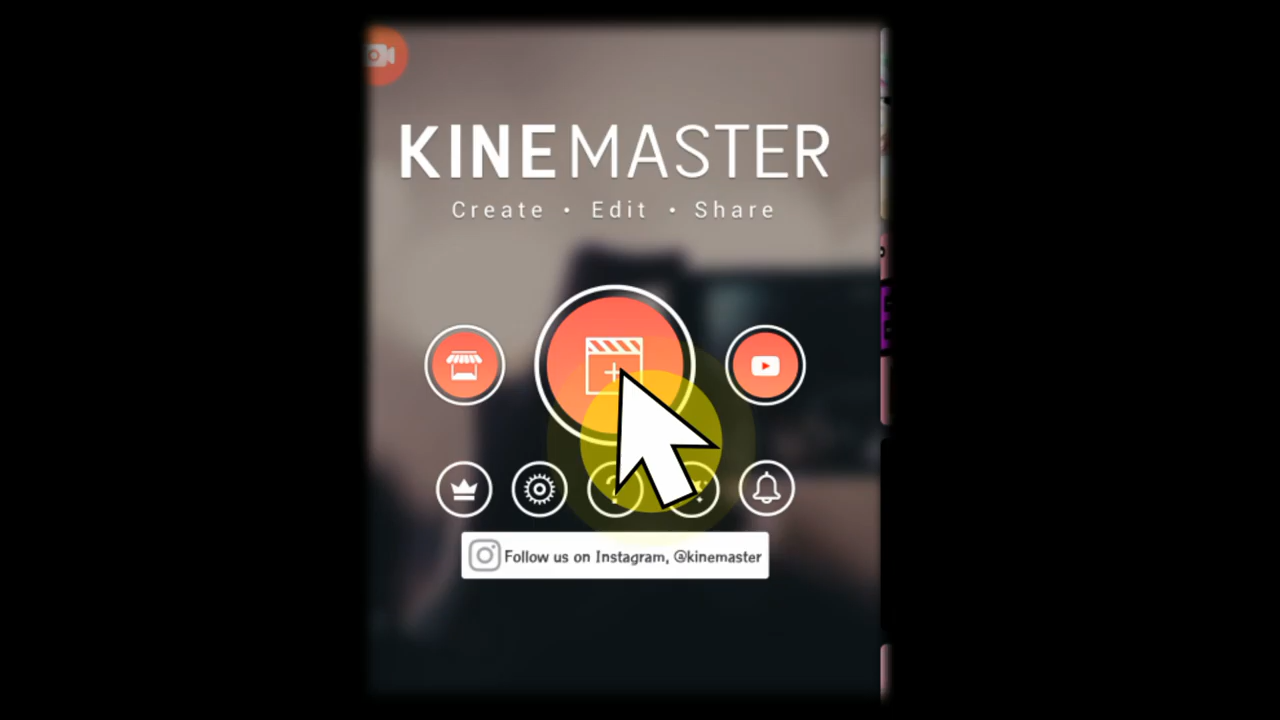 KINEMASTER
Create • Edit • Share
?
Follow us on Instagram, @kinemaster